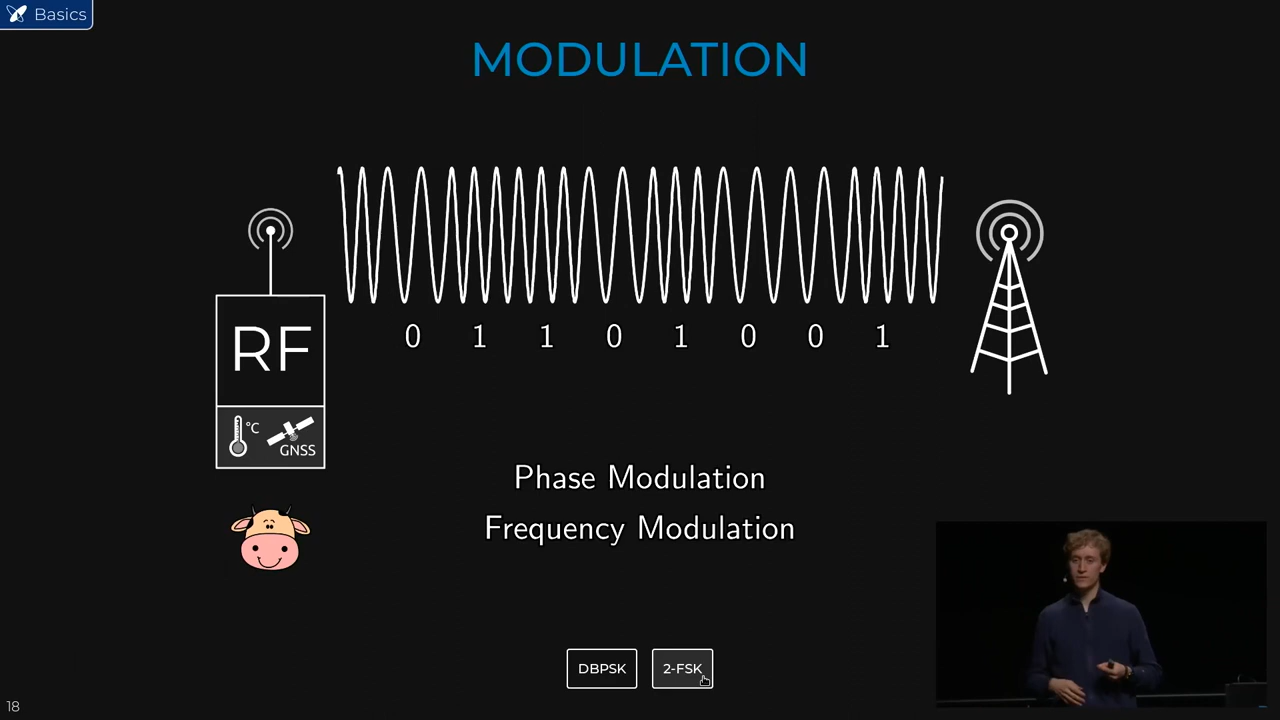 Basics
MODULATION
RF
0 1 1 0 1 0 0 1
°C
GNSS
Phase Modulation
Frequency Modulation
DBPSK 2-FSK
18